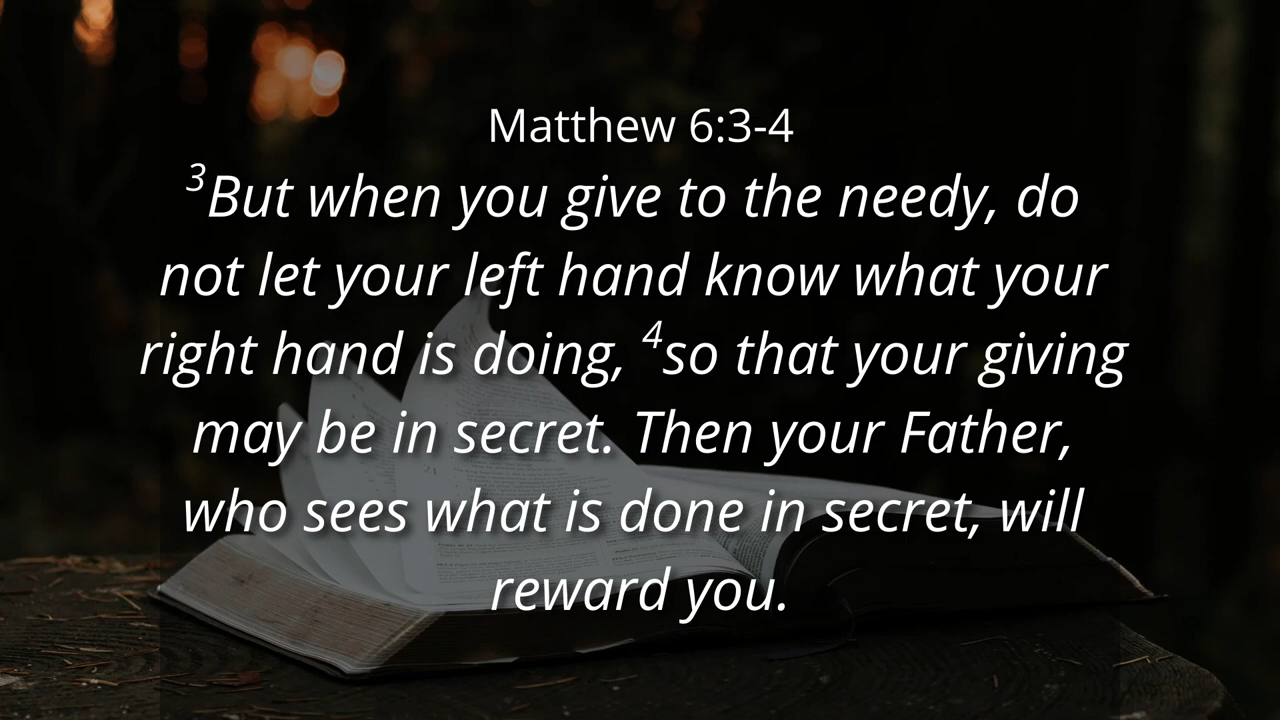 Matthew 6:3-4
³But when you give to the needy, do
not let your left hand know what your
right hand is doing, ⁴so that your giving
may be in secret. Then your Father,
who sees what is done in secret, will
reward you.